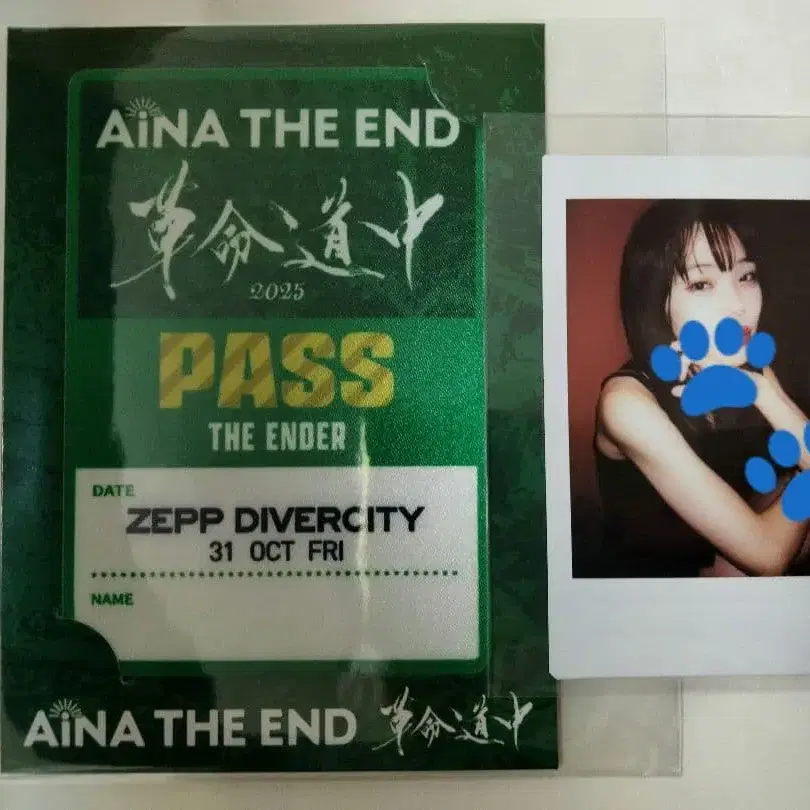 AiNA THE END
革命道中
2025
PASS
THE ENDER
DATE
ZEPP DIVERCITY
31 OCT FRI
NAME
AiNA THE END 革命道中